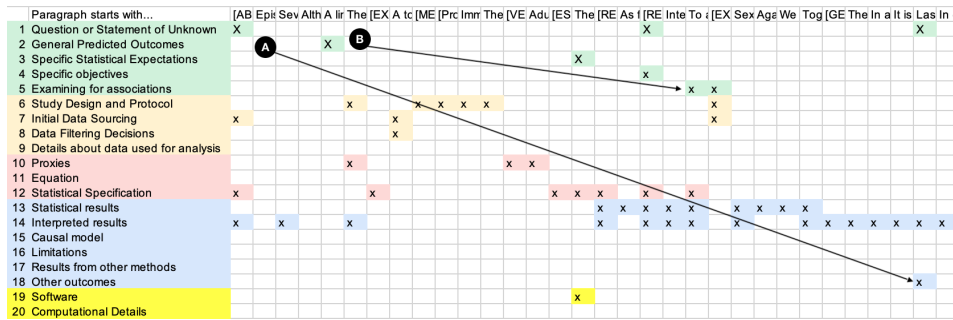 Paragraph starts with... [AB Epis Sev Alth A lin The [EX A to [ME [Pro Imm The [VE Adu [ES The [RE As f [RE Inte To a [EX Sex Aga We Tog [GE The In a It is Las In
1 Question or Statement of Unknown X X X
A B
2 General Predicted Outcomes X
3 Specific Statistical Expectations X
4 Specific objectives x
5 Examining for associations x x
6 Study Design and Protocol x x x x x x
7 Initial Data Sourcing x x x
8 Data Filtering Decisions x
9 Details about data used for analysis
10 Proxies x x x
11 Equation
12 Statistical Specification x x x x x x x
13 Statistical results x x x x x x x x x
14 Interpreted results x x x x x x x x x x x x x x x
15 Causal model
16 Limitations
17 Results from other methods
18 Other outcomes x
19 Software x
20 Computational Details